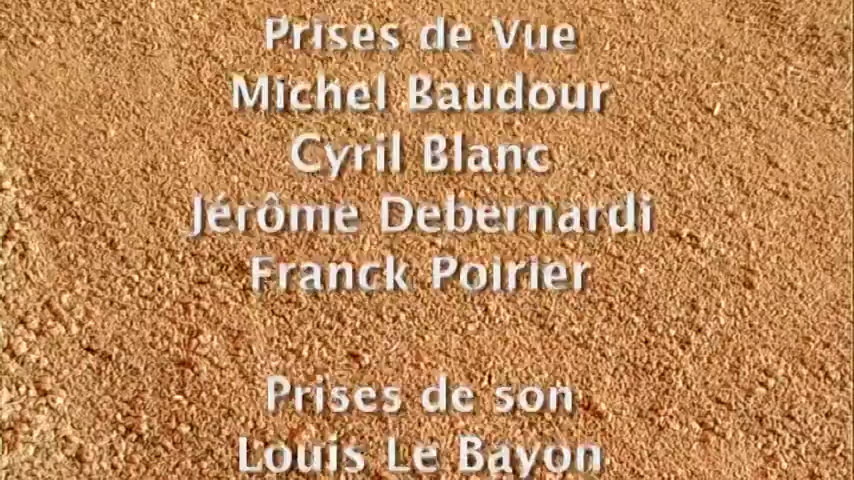 Prises de Vue
Michel Baudour
Cyril Blanc
Jérôme Debernardi
Franck Poirier
Prises de son
Louis Le Bayon